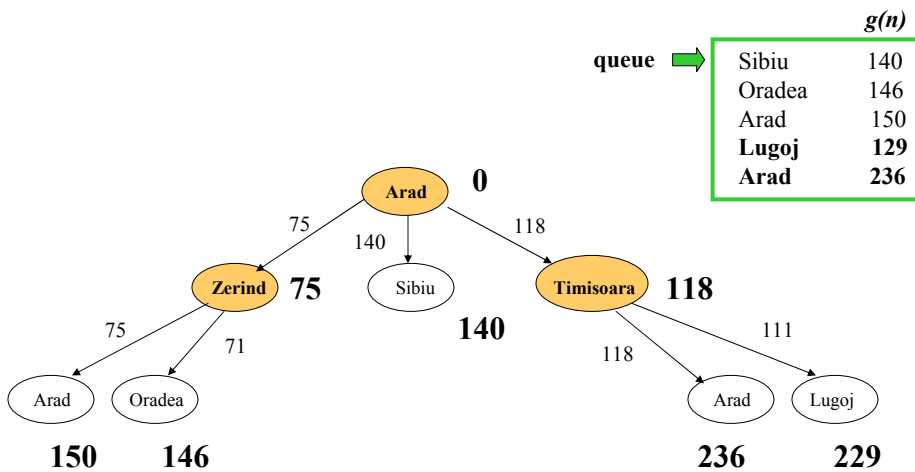 g(n)
queue
Sibiu 140
Oradea 146
Arad 150
Lugoj 129
Arad 236
Arad 0
75
140
118
Zerind 75
Sibiu
140
Timisoara 118
75
71
118
111
Arad
150
Oradea
146
Arad
236
Lugoj
229